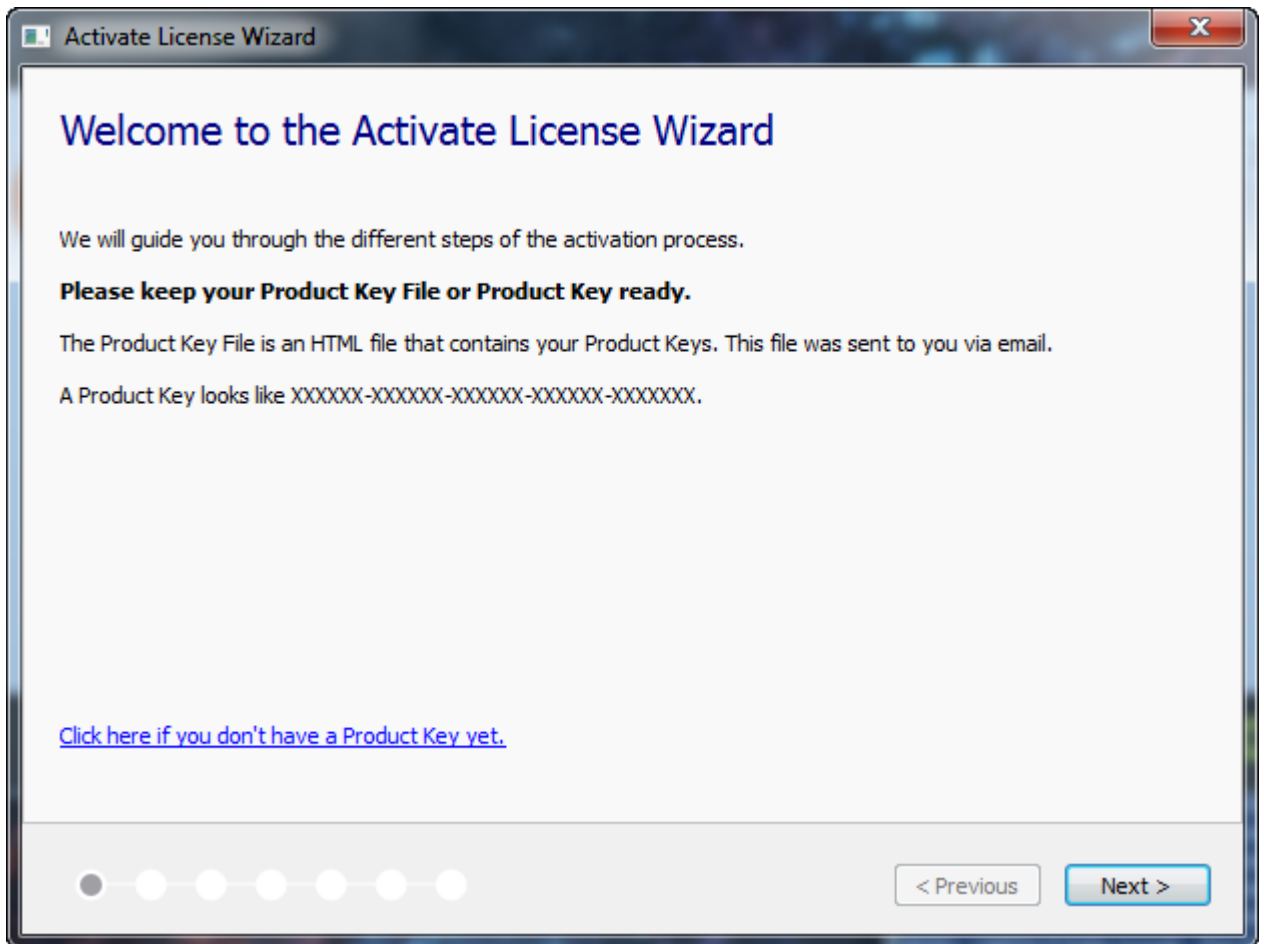 Activate License Wizard
Welcome to the Activate License Wizard
We will guide you through the different steps of the activation process.
Please keep your Product Key File or Product Key ready.
The Product Key File is an HTML file that contains your Product Keys. This file was sent to you via email.
A Product Key looks like XXXXXX-XXXXXX-XXXXXX-XXXXXX-XXXXXXX.
Click here if you don't have a Product Key yet.
< Previous
Next >